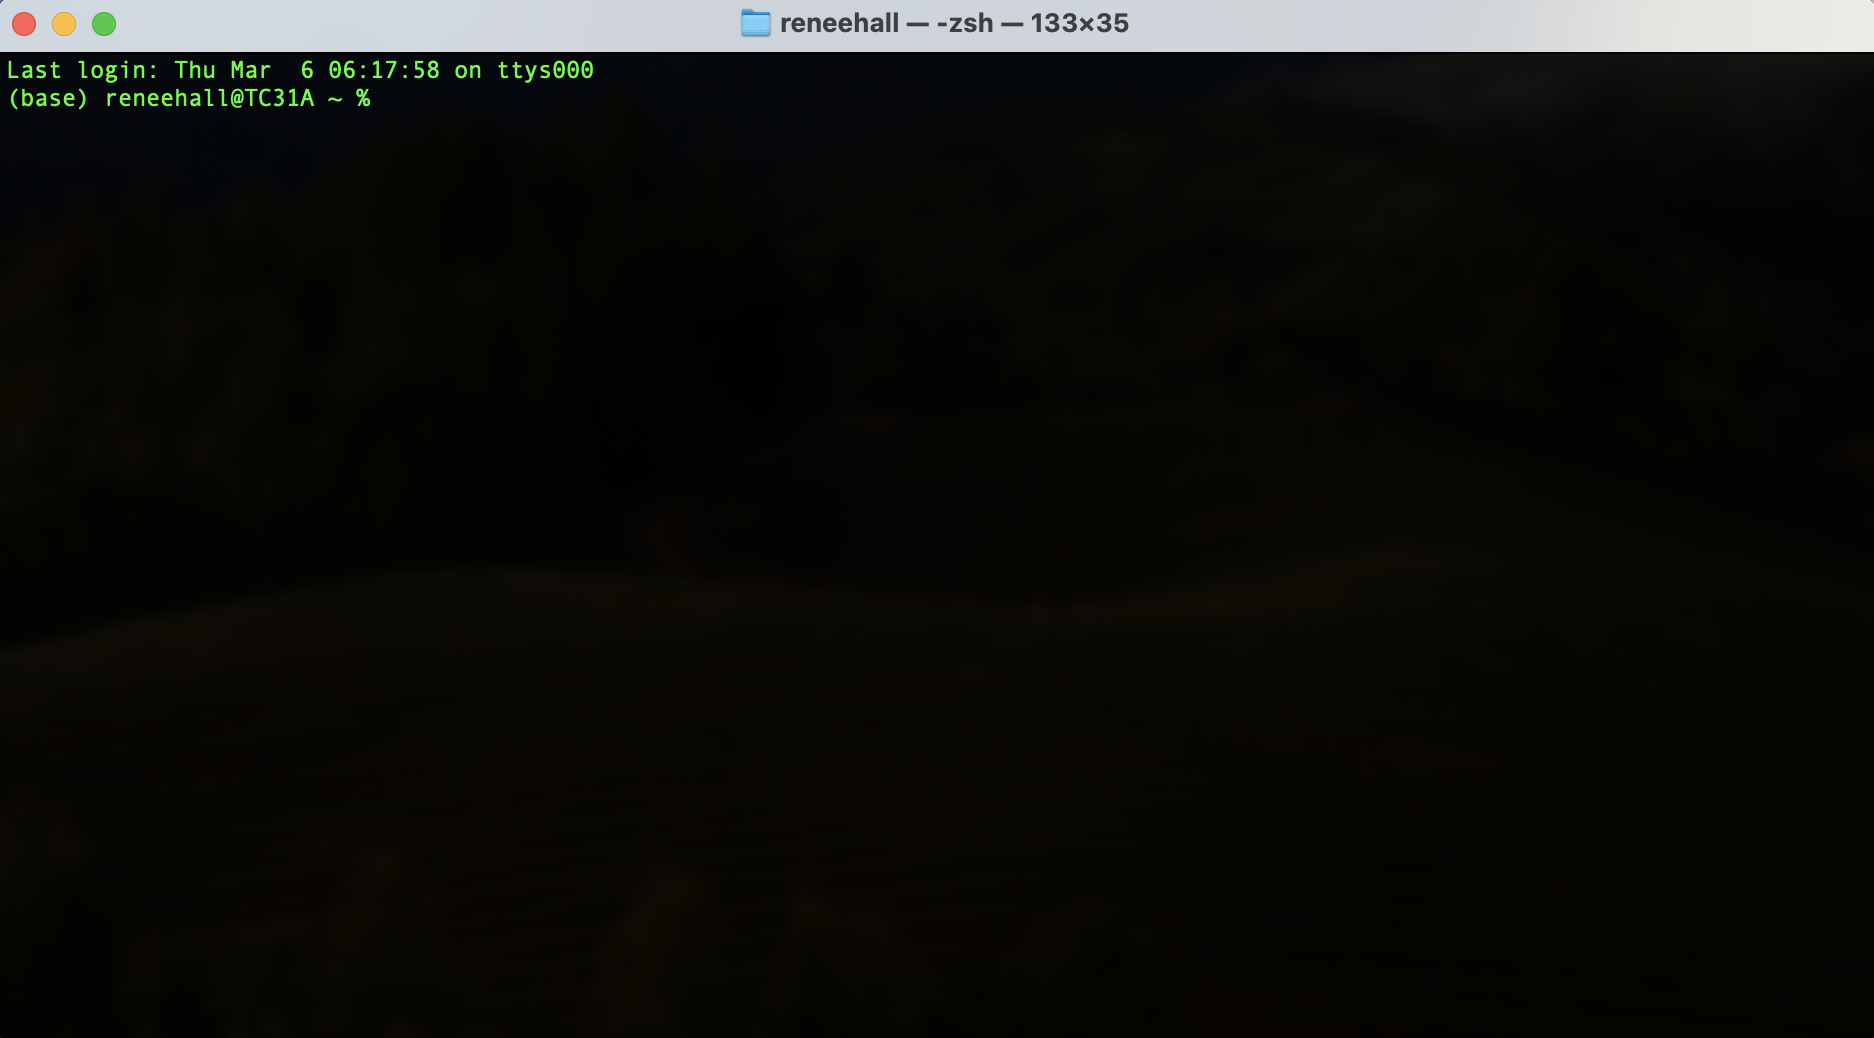 reneehall — -zsh — 133×35
Last login: Thu Mar  6 06:17:58 on ttys000
(base) reneehall@TC31A ~ %